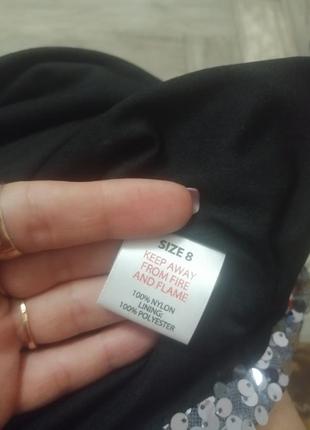 SIZE 8
KEEP AWAY
FROM FIRE
AND FLAME
100% NYLON
LINING:
100% POLYESTER